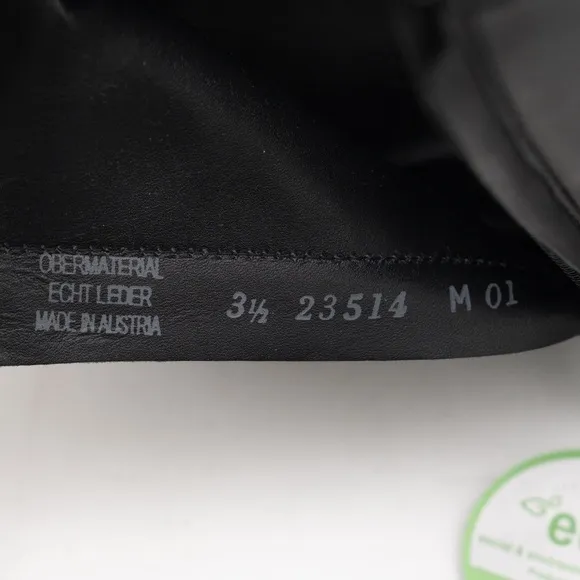 OBERMATERIAL
ECHT LEDER
MADE IN AUSTRIA
3½ 23514 M 01